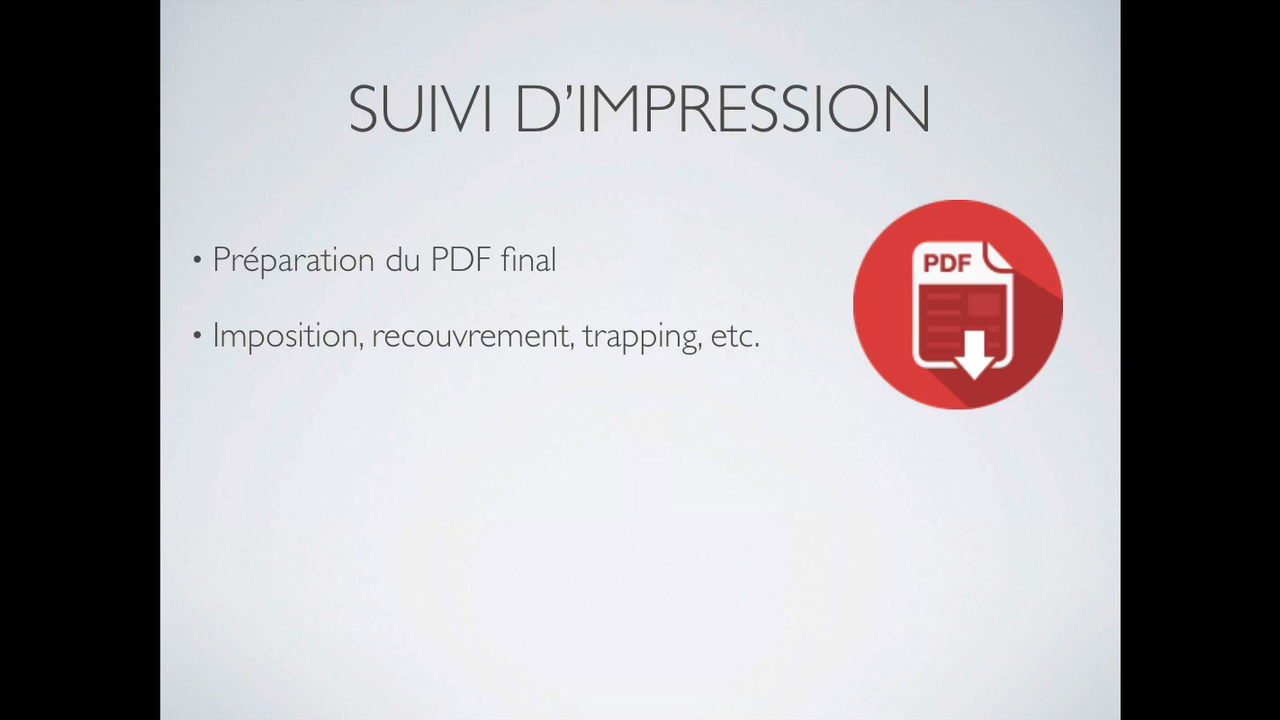 SUIVI D’IMPRESSION
• Préparation du PDF final
• Imposition, recouvrement, trapping, etc.
PDF